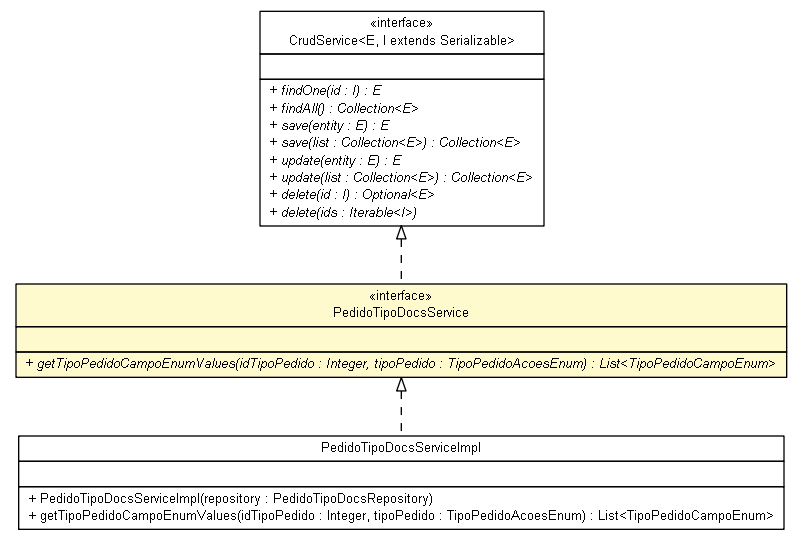 «interface»
CrudService<E, I extends Serializable>
+ findOne(id : I) : E
+ findAll() : Collection<E>
+ save(entity : E) : E
+ save(list : Collection<E>) : Collection<E>
+ update(entity : E) : E
+ update(list : Collection<E>) : Collection<E>
+ delete(id : I) : Optional<E>
+ delete(ids : Iterable<I>)
«interface»
PedidoTipoDocsService
+ getTipoPedidoCampoEnumValues(idTipoPedido : Integer, tipoPedido : TipoPedidoAcoesEnum) : List<TipoPedidoCampoEnum>
PedidoTipoDocsServiceImpl
+ PedidoTipoDocsServiceImpl(repository : PedidoTipoDocsRepository)
+ getTipoPedidoCampoEnumValues(idTipoPedido : Integer, tipoPedido : TipoPedidoAcoesEnum) : List<TipoPedidoCampoEnum>